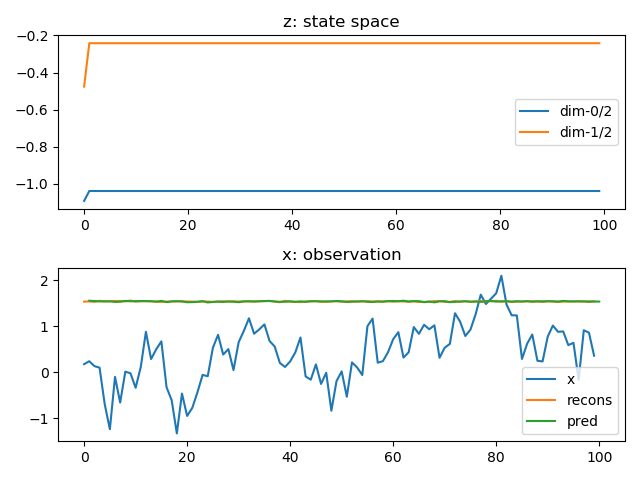 z: state space
−0.2
−0.4
−0.6
−0.8
−1.0
dim-0/2
dim-1/2
0 20 40 60 80 100
x: observation
2
1
0
−1
x
recons
pred
0 20 40 60 80 100